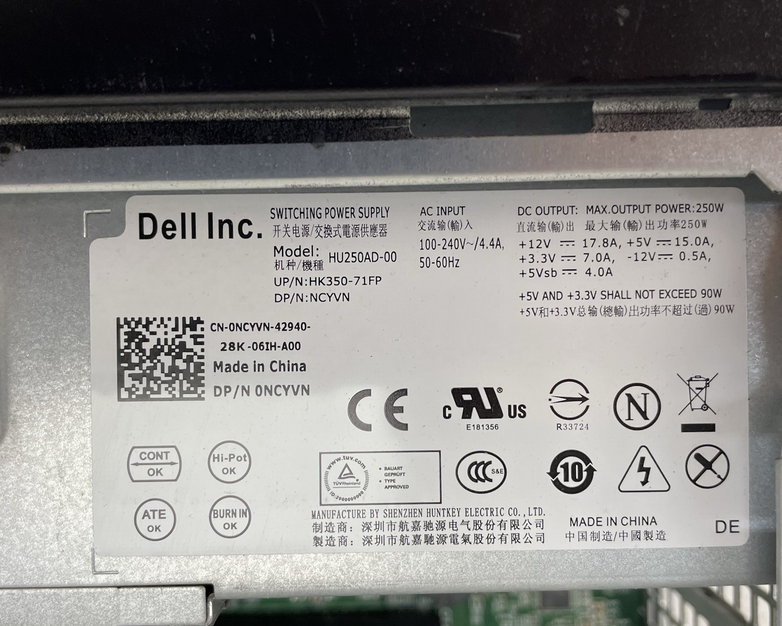 Dell Inc.
SWITCHING POWER SUPPLY
开关电源/交換式電源供應器
Model: HU250AD-00
机种/機種
UP/N:HK350-71FP
DP/N:NCYVN
AC INPUT
交流输(輸)入
100-240V~/4.4A,
50-60Hz
DC OUTPUT: MAX.OUTPUT POWER:250W
直流输(輸)出 最大输(輸)出功率250W
+12V ⎓ 17.8A, +5V ⎓ 15.0A,
+3.3V ⎓ 7.0A, -12V ⎓ 0.5A,
+5Vsb ⎓ 4.0A
+5V AND +3.3V SHALL NOT EXCEED 90W
+5V和+3.3V总输(總輸)出功率不超过(過)90W
CN-0NCYVN-42940-
28K-06IH-A00
Made in China
DP/N 0NCYVN
CE
c RU® US
E181356
R33724
N
CONT
OK
Hi-Pot
OK
ATE
OK
BURN IN
OK
www.tuv.com
TÜVRheinland
• BAUART
GEPRÜFT
• TYPE
APPROVED
CCC S&E
10
MANUFACTURE BY SHENZHEN HUNTKEY ELECTRIC CO.,LTD.
制造商: 深圳市航嘉驰源电气股份有限公司
製造商: 深圳市航嘉馳源電氣股份有限公司
MADE IN CHINA
中国制造/中國製造
DE